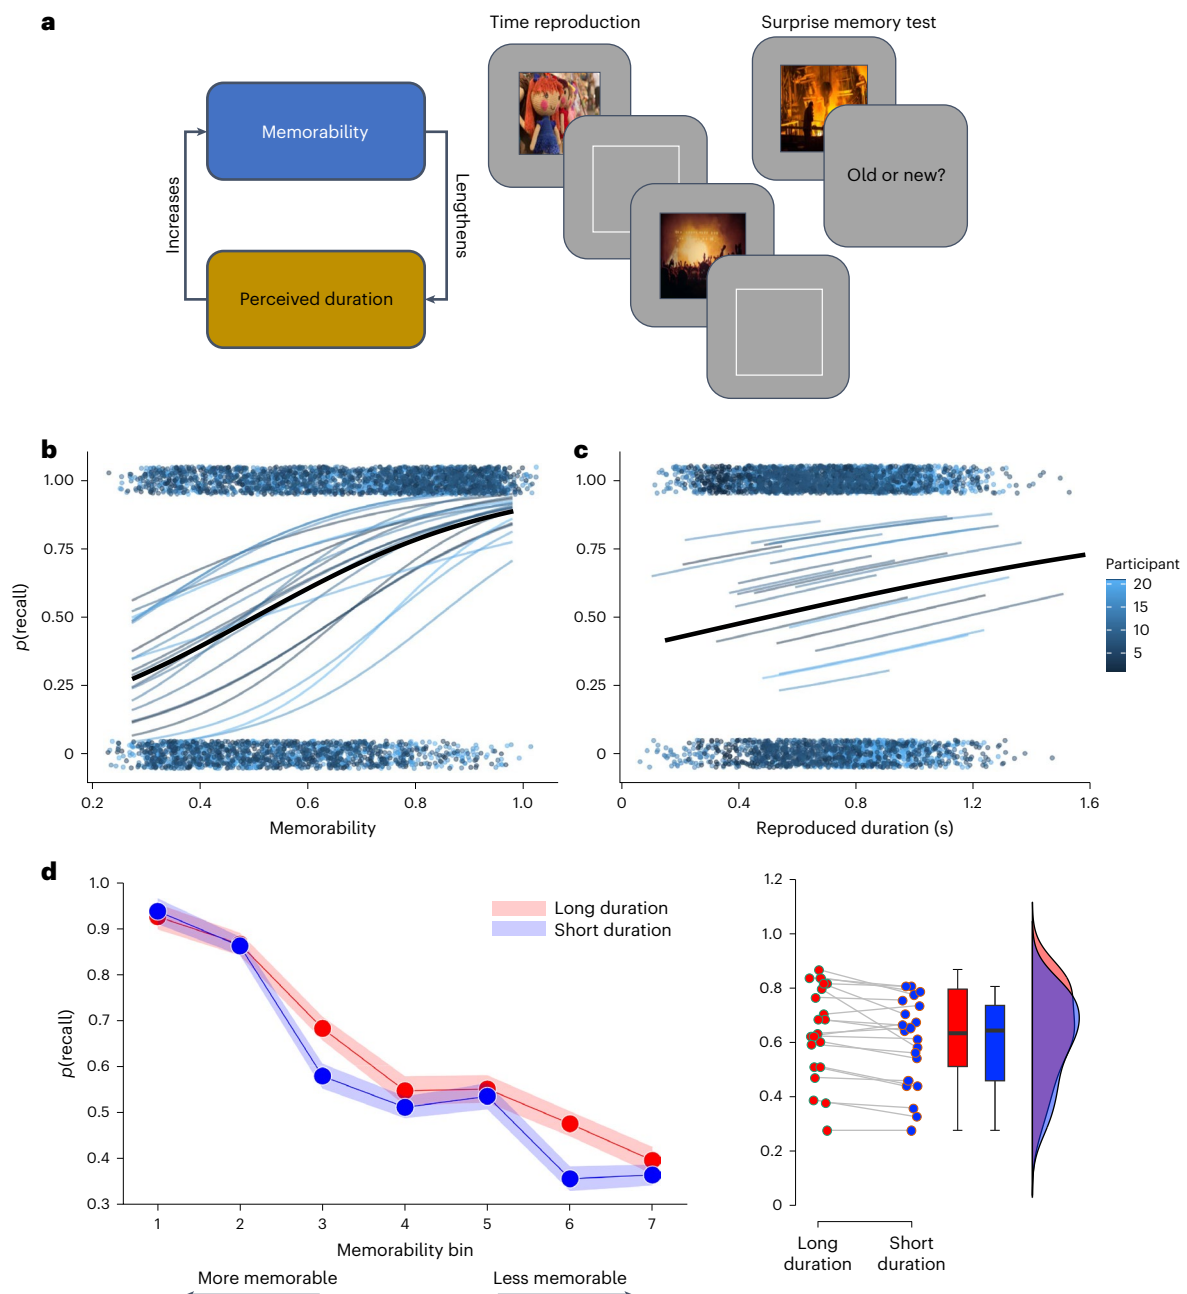 a
Time reproduction
Surprise memory test
Memorability
Increases
Lengthens
Perceived duration
Old or new?
b
1.00
0.75
0.50
0.25
0
p(recall)
0.2
0.4
0.6
0.8
1.0
Memorability
c
1.00
0.75
0.50
0.25
0
0
0.4
0.8
1.2
1.6
Reproduced duration (s)
Participant
20
15
10
5
d
1.0
0.9
0.8
0.7
0.6
0.5
0.4
0.3
p(recall)
Long duration
Short duration
1
2
3
4
5
6
7
Memorability bin
More memorable
Less memorable
1.2
1.0
0.8
0.6
0.4
0.2
0
Long
duration
Short
duration